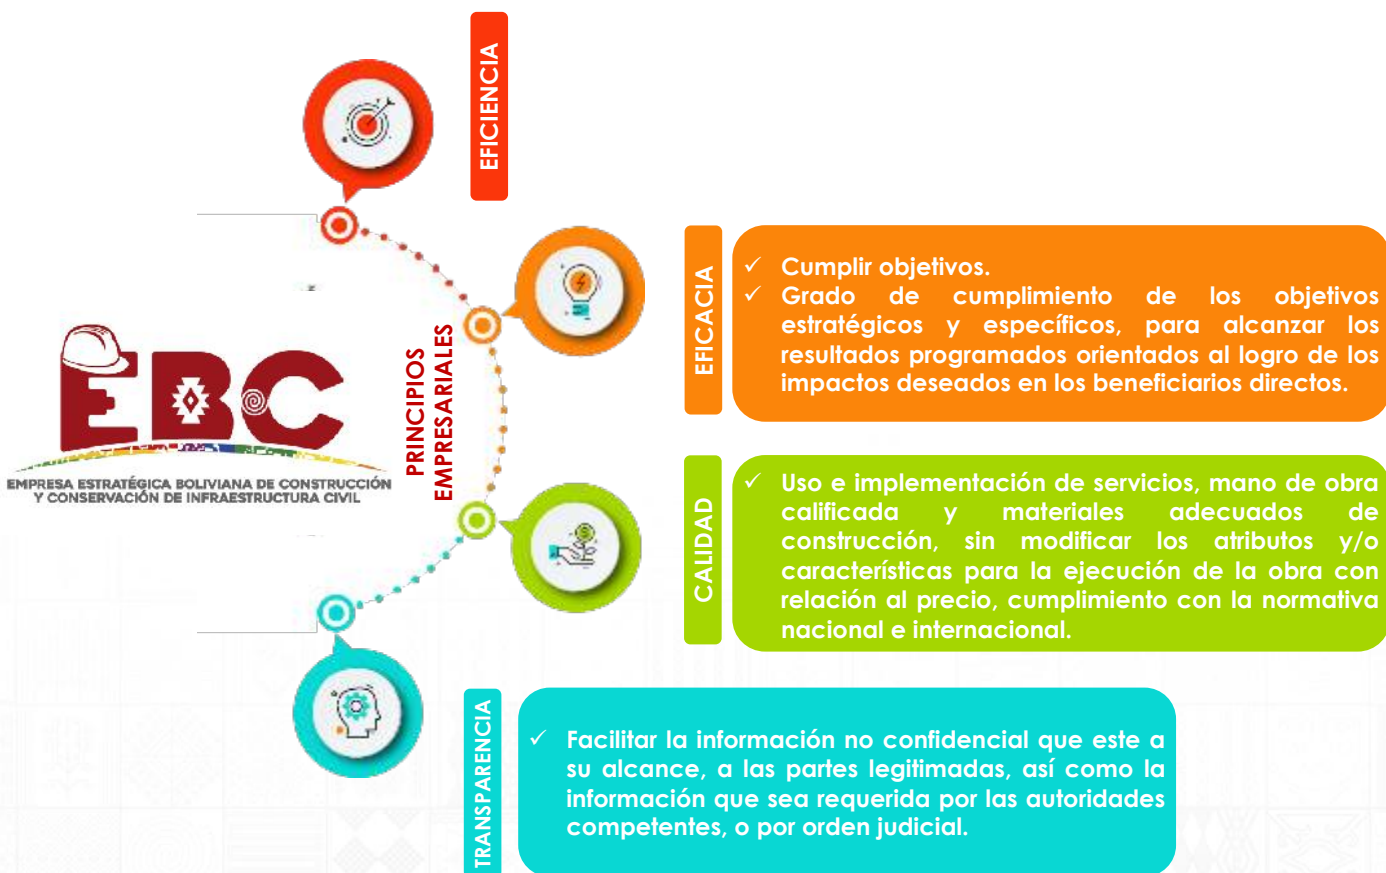 EFICIENCIA
EBC
EMPRESA ESTRATÉGICA BOLIVIANA DE CONSTRUCCIÓN
Y CONSERVACIÓN DE INFRAESTRUCTURA CIVIL
PRINCIPIOS
EMPRESARIALES
EFICACIA
✓ Cumplir objetivos.
✓ Grado de cumplimiento de los objetivos
estratégicos y específicos, para alcanzar los
resultados programados orientados al logro de los
impactos deseados en los beneficiarios directos.
CALIDAD
✓ Uso e implementación de servicios, mano de obra
calificada y materiales adecuados de
construcción, sin modificar los atributos y/o
características para la ejecución de la obra con
relación al precio, cumplimiento con la normativa
nacional e internacional.
TRANSPARENCIA
✓ Facilitar la información no confidencial que este a
su alcance, a las partes legitimadas, así como la
información que sea requerida por las autoridades
competentes, o por orden judicial.